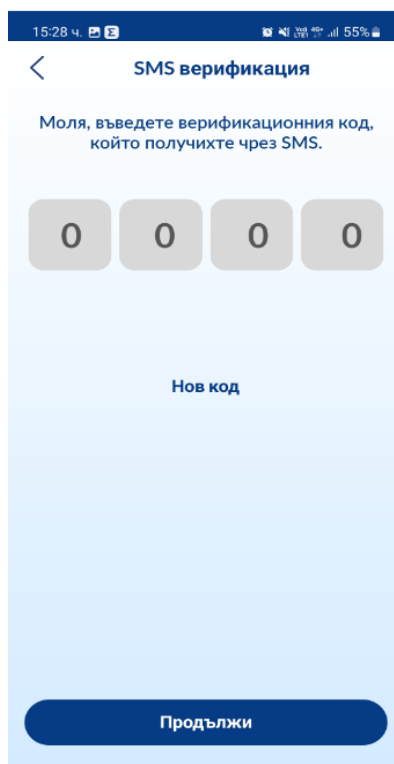 15:28 ч. Σ 55%
SMS верификация
Моля, въведете верификационния код,
който получихте чрез SMS.
0 0 0 0
Нов код
Продължи